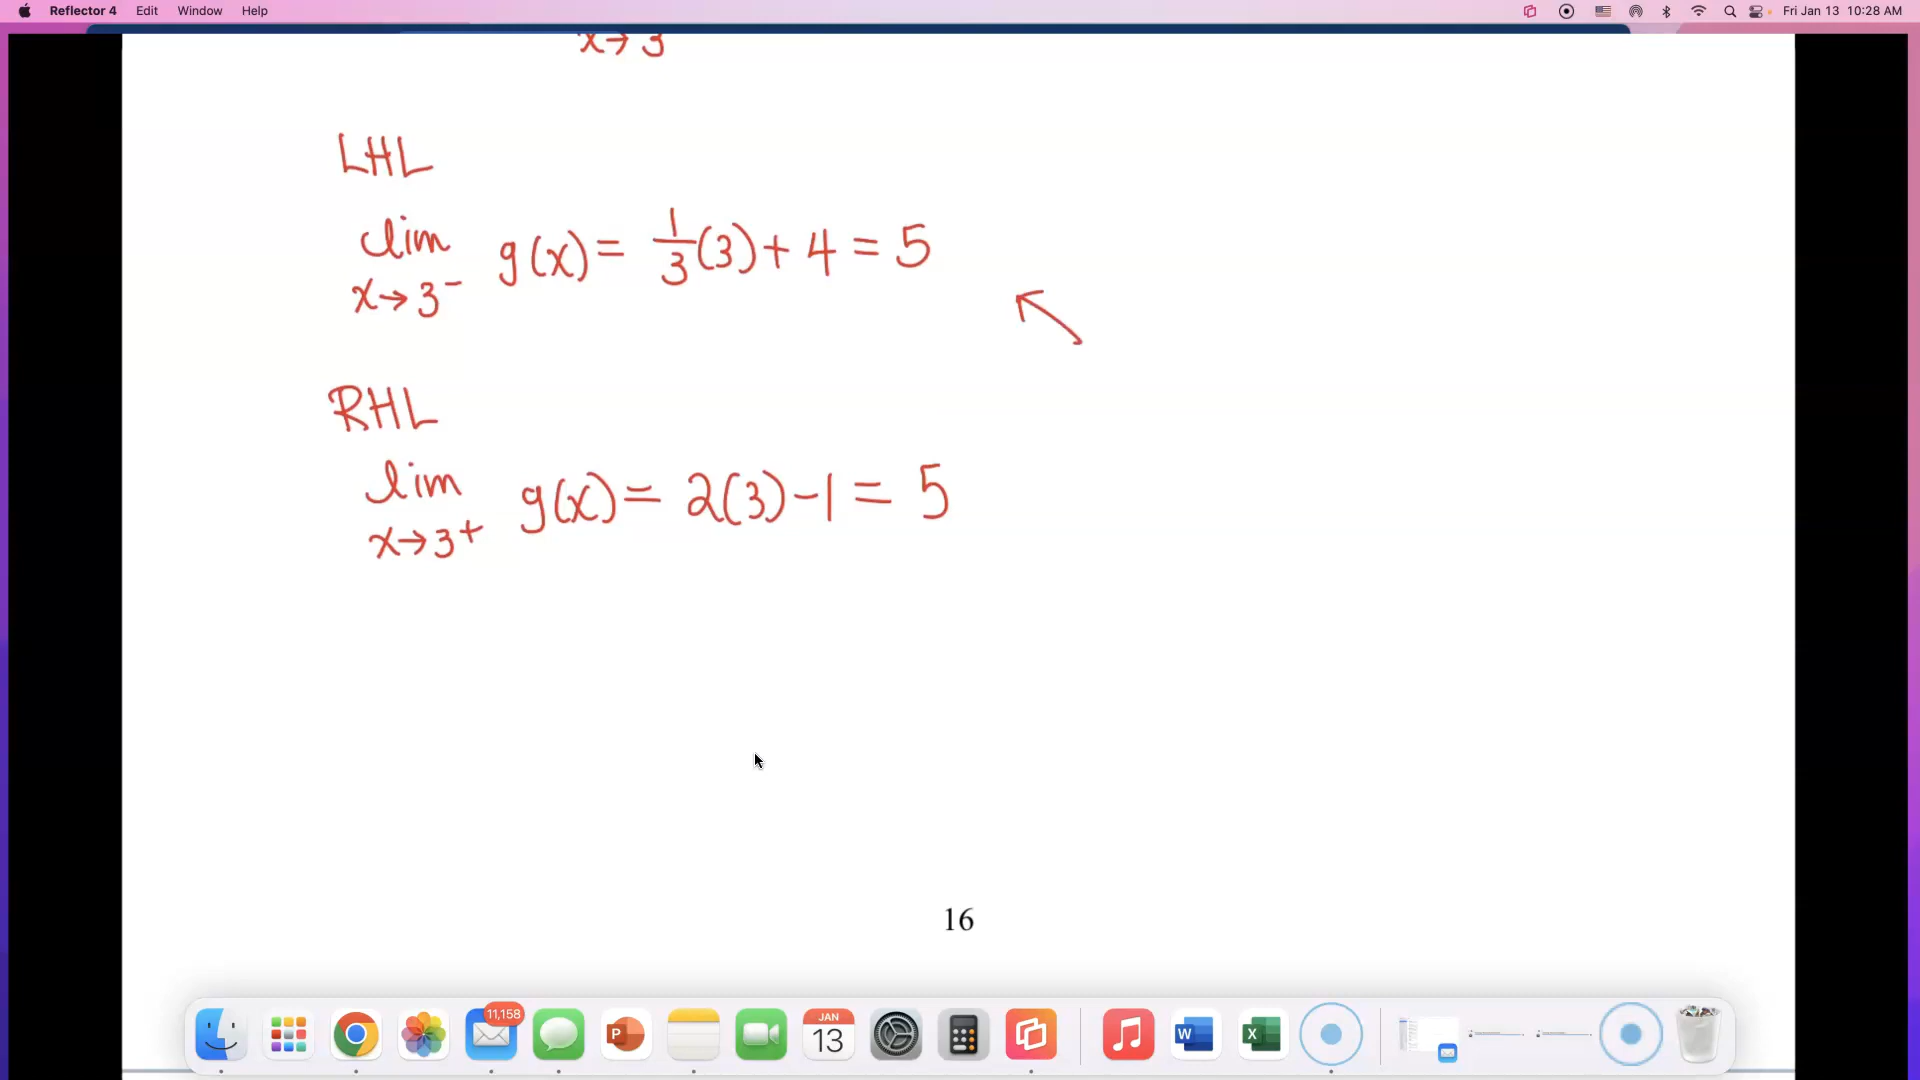 Reflector 4 Edit Window Help Fri Jan 13 10:28 AM
x→3
LHL
lim g(x) = 1/3 (3) + 4 = 5
x→3⁻
RHL
lim g(x) = 2(3) - 1 = 5
x→3⁺
16
11,158
JAN
13
P
W
X